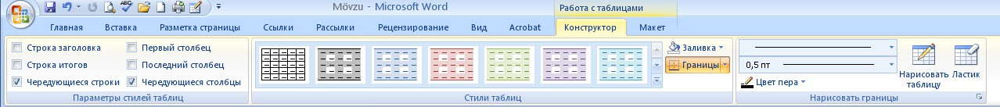 Mövzu - Microsoft Word
Работа с таблицами
Главная Вставка Разметка страницы Ссылки Рассылки Рецензирование Вид Acrobat Конструктор Макет
Строка заголовка Первый столбец
Строка итогов Последний столбец
Чередующиеся строки Чередующиеся столбцы
Параметры стилей таблиц
Заливка
Границы
Стили таблиц
0,5 пт
Цвет пера
Нарисовать таблицу
Ластик
Нарисовать границы